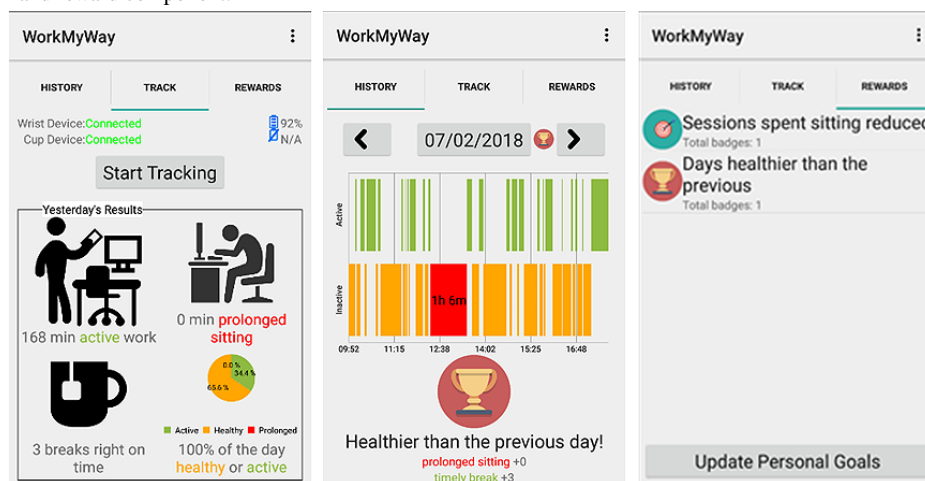 WorkMyWay
HISTORY TRACK REWARDS
Wrist Device:Connected 92%
Cup Device:Connected N/A
Start Tracking
Yesterday's Results
168 min active work
0 min prolonged
sitting
3 breaks right on
time
0.0 %
34.4 %
65.6 %
Active Healthy Prolonged
100% of the day
healthy or active
WorkMyWay
HISTORY TRACK REWARDS
07/02/2018
Active
Inactive
1h 6m
09:52 11:15 12:38 14:02 15:25 16:48
Healthier than the previous day!
prolonged sitting +0
timely break +3
WorkMyWay
HISTORY TRACK REWARDS
Sessions spent sitting reduced
Total badges: 1
Days healthier than the
previous
Total badges: 1
Update Personal Goals